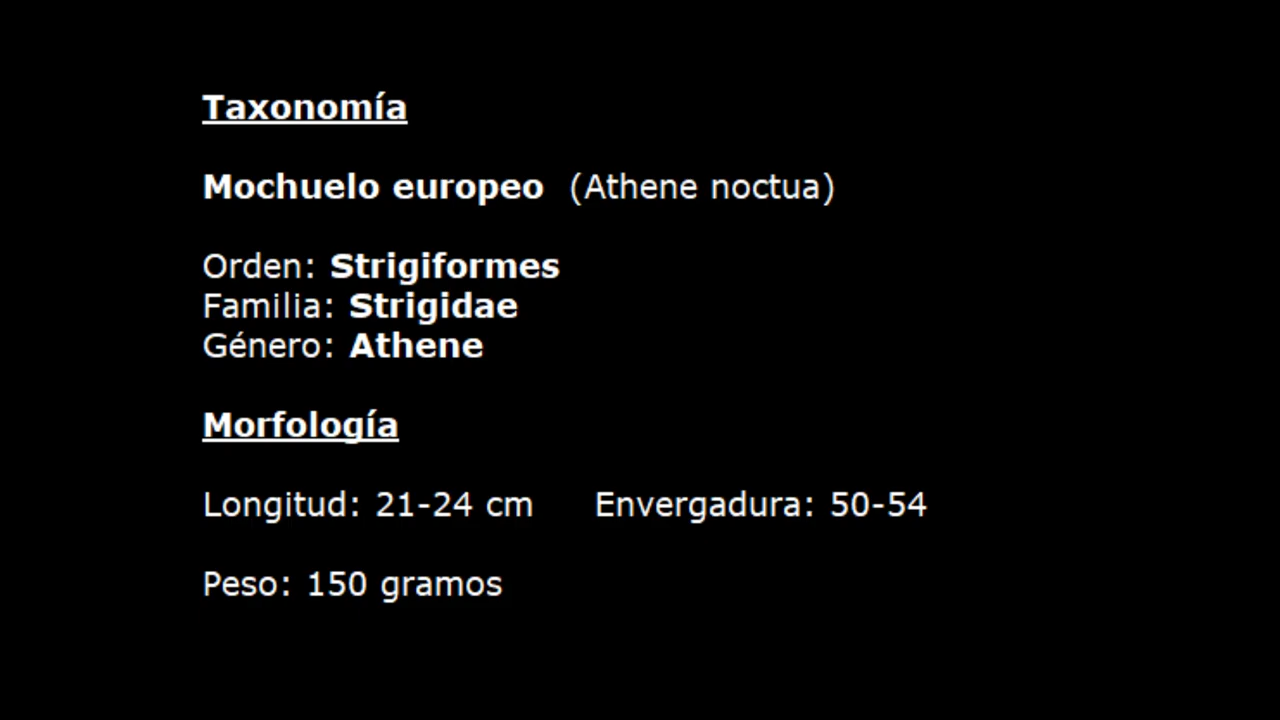 Taxonomía
Mochuelo europeo (Athene noctua)
Orden: Strigiformes
Familia: Strigidae
Género: Athene
Morfología
Longitud: 21-24 cm Envergadura: 50-54
Peso: 150 gramos